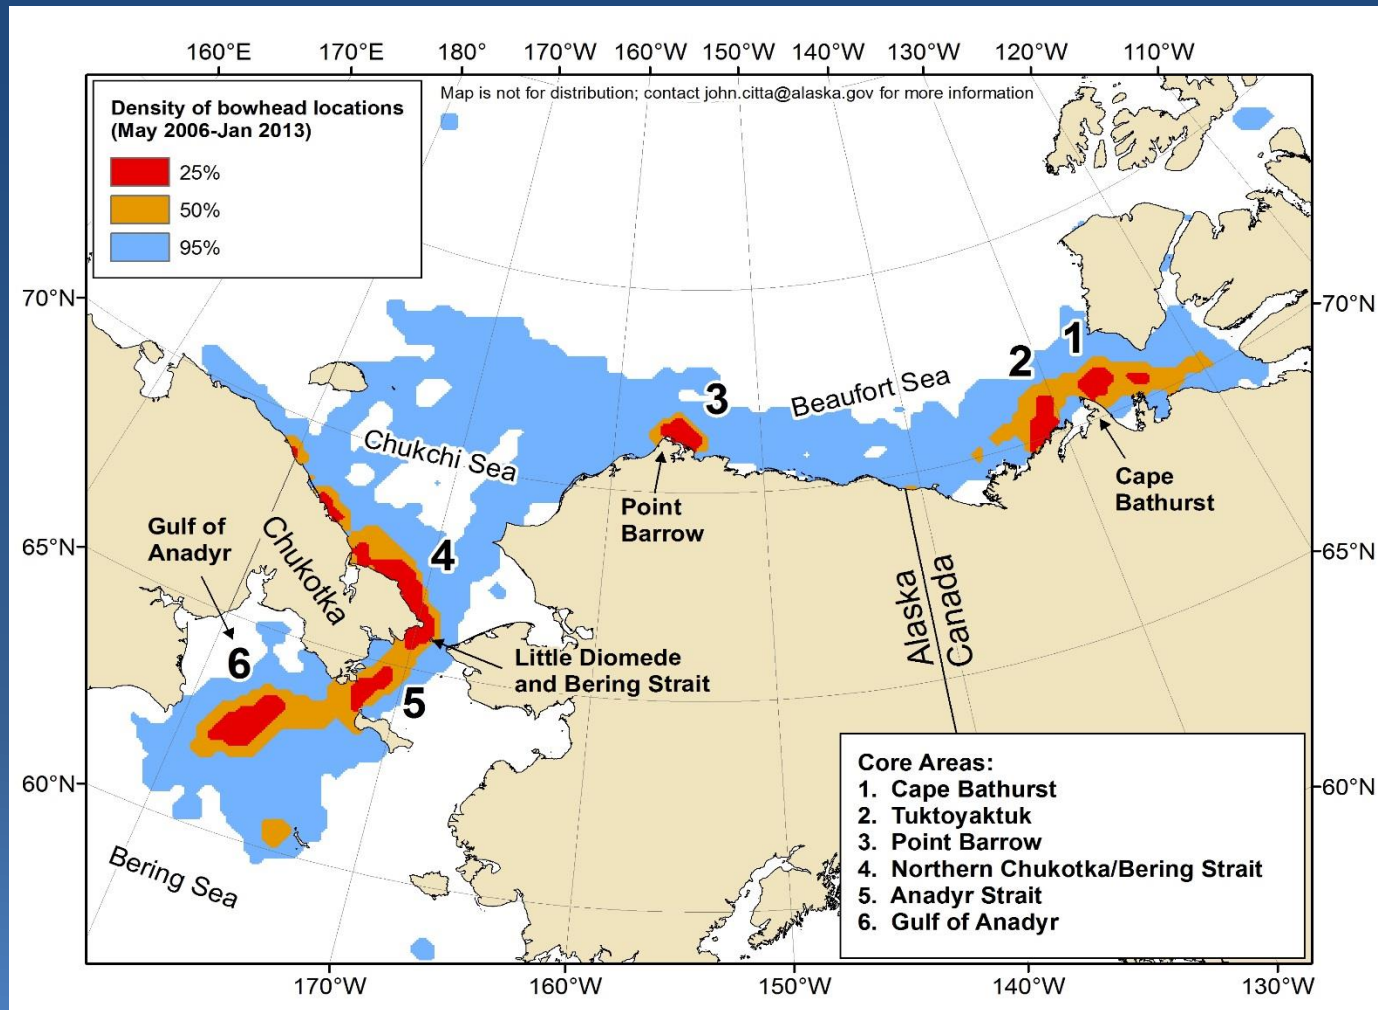 160°E 170°E 180° 170°W 160°W 150°W 140°W 130°W 120°W 110°W
Map is not for distribution; contact john.citta@alaska.gov for more information
Density of bowhead locations
(May 2006-Jan 2013)
25%
50%
95%
70°N
70°N
1
2
3
Beaufort Sea
Chukchi Sea
Cape
Bathurst
Point
Barrow
Gulf of
Anadyr
Chukotka
4
65°N
65°N
Alaska
Canada
6
Little Diomede
and Bering Strait
5
60°N
60°N
Bering Sea
Core Areas:
1. Cape Bathurst
2. Tuktoyaktuk
3. Point Barrow
4. Northern Chukotka/Bering Strait
5. Anadyr Strait
6. Gulf of Anadyr
170°W 160°W 150°W 140°W 130°W